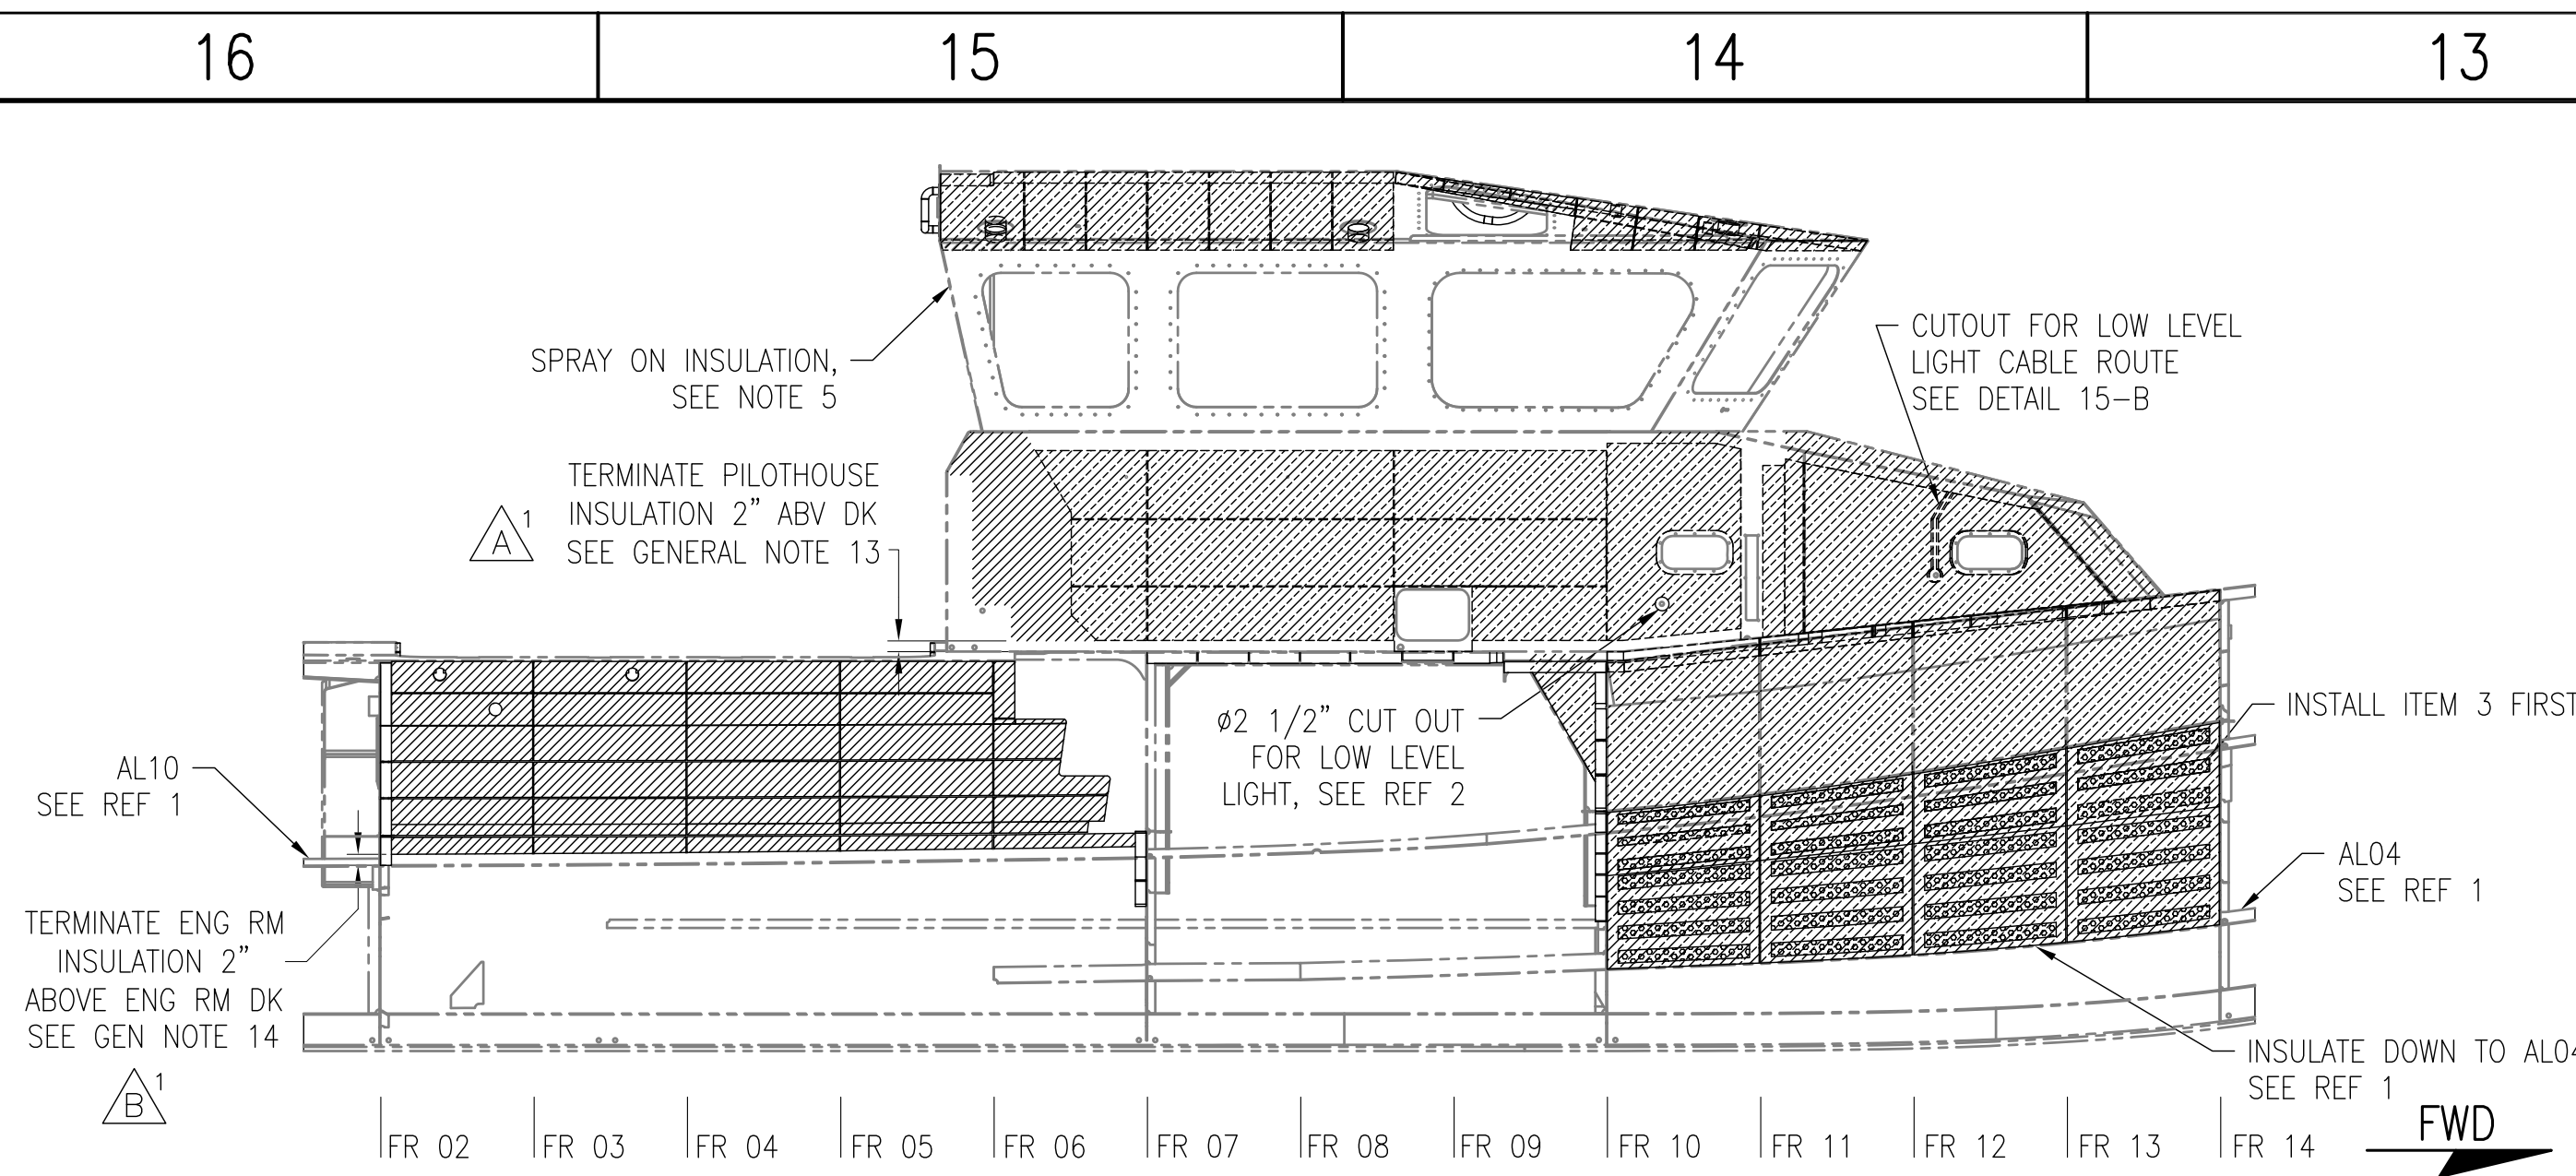 16 15 14 13
SPRAY ON INSULATION,
SEE NOTE 5
CUTOUT FOR LOW LEVEL
LIGHT CABLE ROUTE
SEE DETAIL 15-B
TERMINATE PILOTHOUSE
INSULATION 2" ABV DK
SEE GENERAL NOTE 13
A 1
INSTALL ITEM 3 FIRST
Ø2 1/2" CUT OUT
FOR LOW LEVEL
LIGHT, SEE REF 2
AL10
SEE REF 1
AL04
SEE REF 1
TERMINATE ENG RM
INSULATION 2"
ABOVE ENG RM DK
SEE GEN NOTE 14
B 1
INSULATE DOWN TO AL04
SEE REF 1
FWD
FR 02 FR 03 FR 04 FR 05 FR 06 FR 07 FR 08 FR 09 FR 10 FR 11 FR 12 FR 13 FR 14